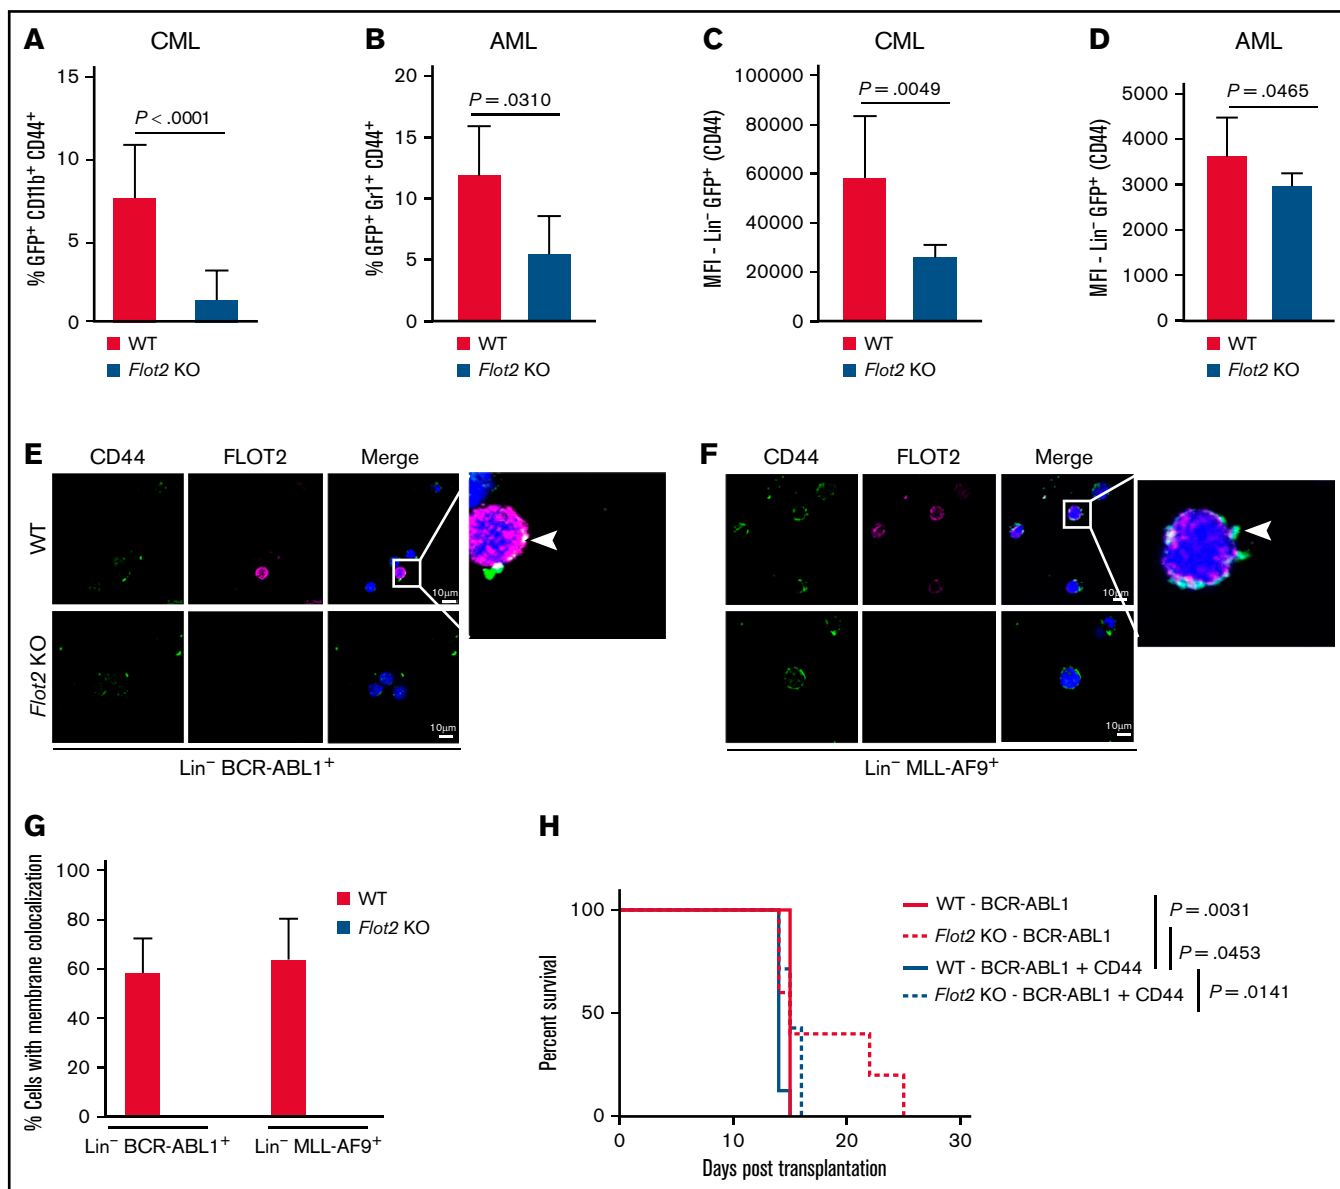 A
CML
15
10
5
0
% GFP⁺ CD11b⁺ CD44⁺
P < .0001
WT
Flot2 KO
B
AML
20
15
10
5
0
% GFP⁺ Gr1⁺ CD44⁺
P = .0310
WT
Flot2 KO
C
CML
100000
80000
60000
40000
20000
0
MFI - Lin⁻ GFP⁺ (CD44)
P = .0049
WT
Flot2 KO
D
AML
5000
4000
3000
2000
1000
0
MFI - Lin⁻ GFP⁺ (CD44)
P = .0465
WT
Flot2 KO
E
CD44
FLOT2
Merge
WT
10μm
Flot2 KO
10μm
Lin⁻ BCR-ABL1⁺
F
CD44
FLOT2
Merge
10μm
10μm
Lin⁻ MLL-AF9⁺
G
% Cells with membrane colocalization
100
80
60
40
20
0
WT
Flot2 KO
Lin⁻ BCR-ABL1⁺
Lin⁻ MLL-AF9⁺
H
Percent survival
100
50
0
0
10
20
30
Days post transplantation
WT - BCR-ABL1
Flot2 KO - BCR-ABL1
WT - BCR-ABL1 + CD44
Flot2 KO - BCR-ABL1 + CD44
P = .0031
P = .0453
P = .0141